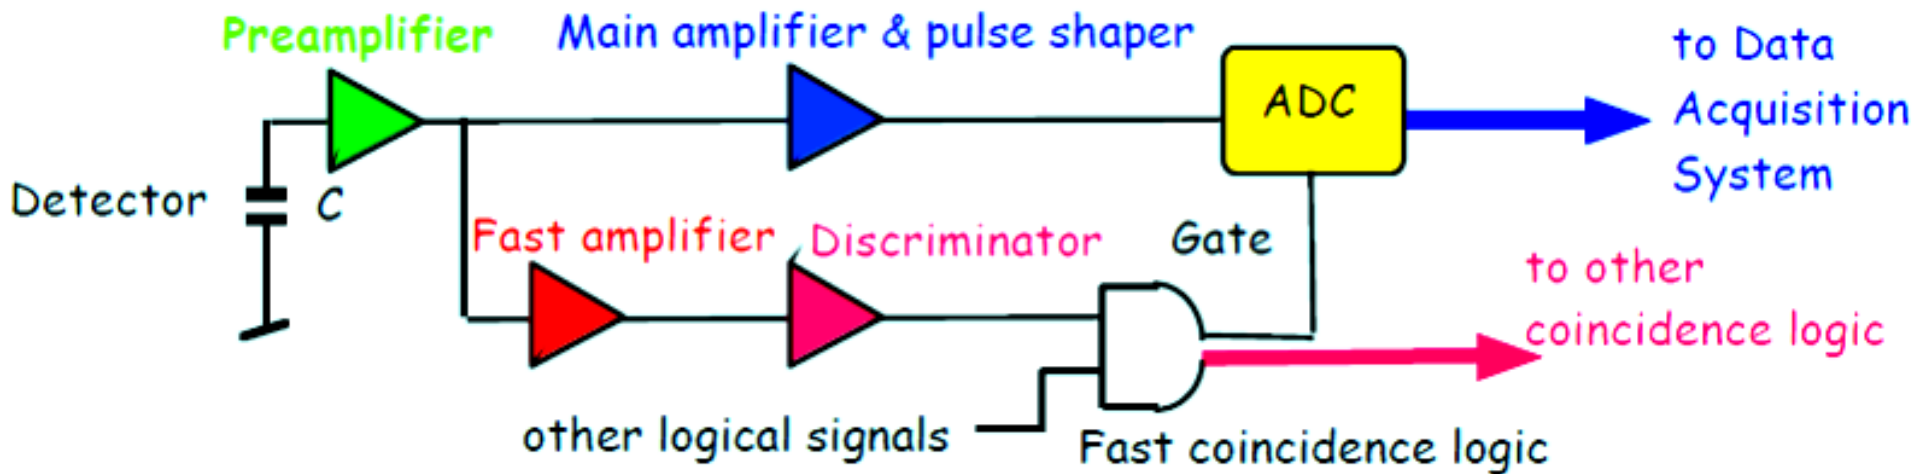 Preamplifier
Main amplifier & pulse shaper
ADC
to Data
Acquisition
System
Detector
C
Fast amplifier
Discriminator
Gate
to other
coincidence logic
other logical signals
Fast coincidence logic